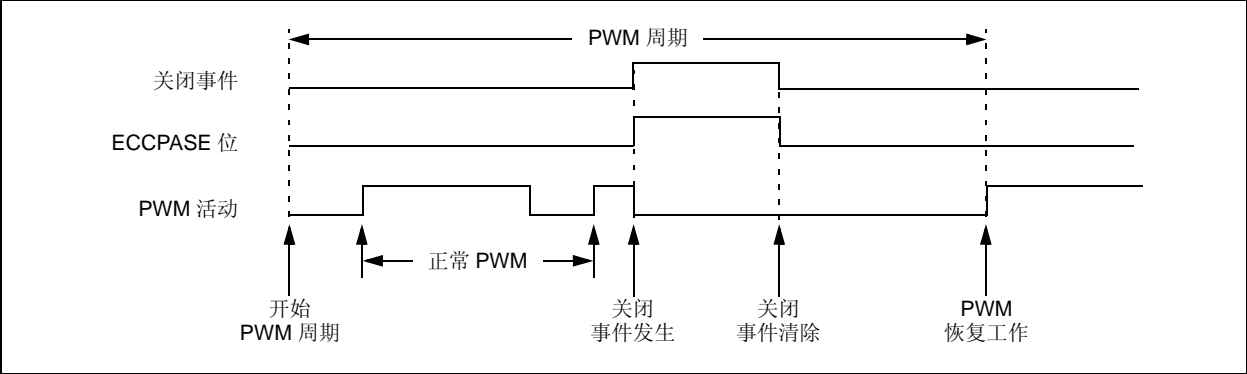 PWM 周期
关闭事件
ECCPASE 位
PWM 活动
正常 PWM
开始
PWM 周期
关闭
事件发生
关闭
事件清除
PWM
恢复工作